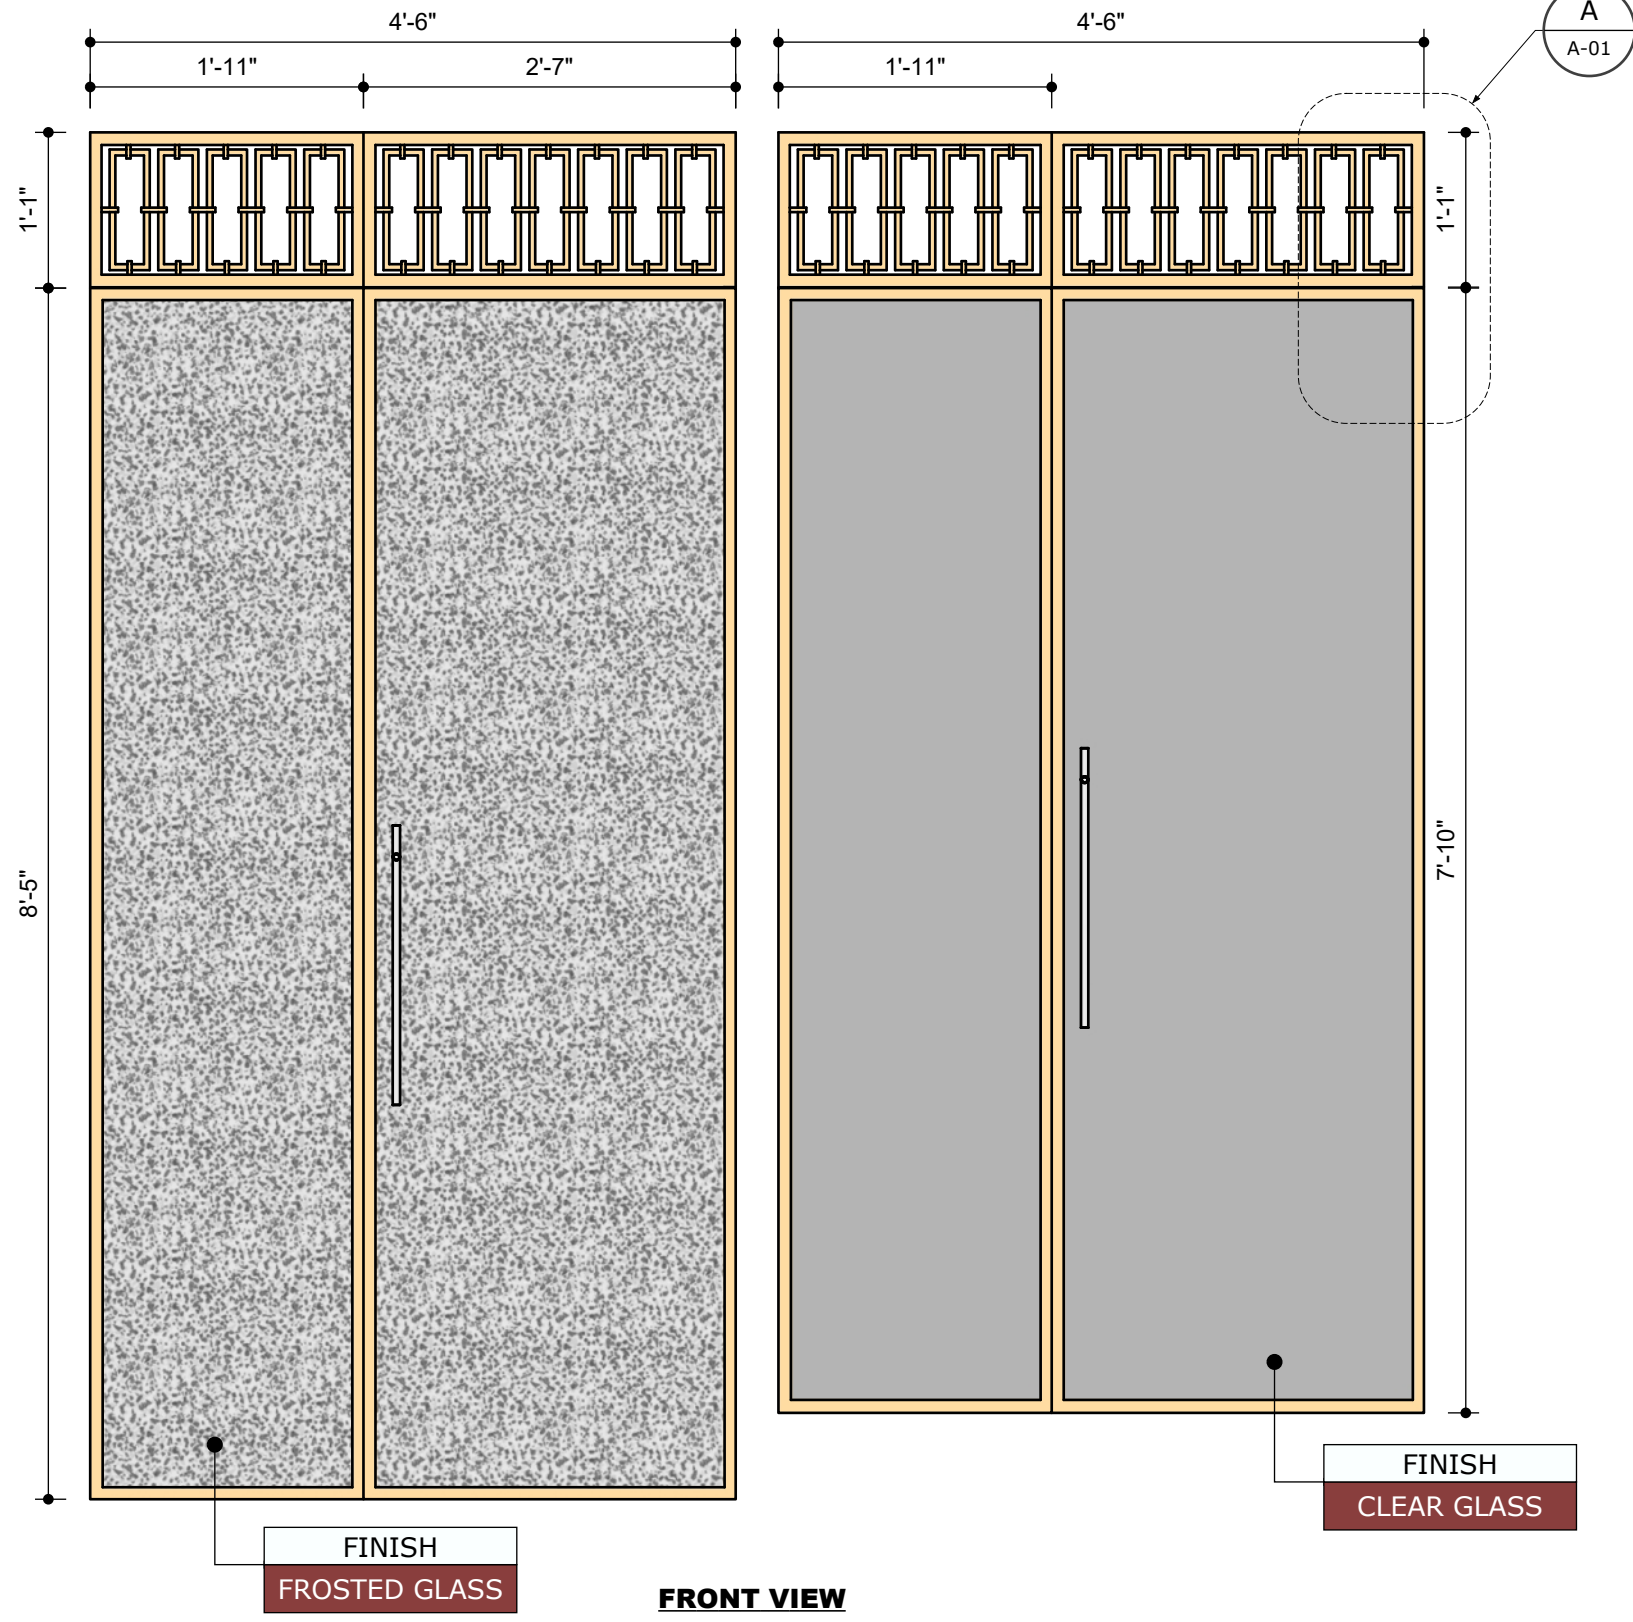 4'-6"
4'-6"
A
A-01
1'-11"
2'-7"
1'-11"
1'-1"
1'-1"
8'-5"
7'-10"
FINISH
CLEAR GLASS
FINISH
FROSTED GLASS
FRONT VIEW